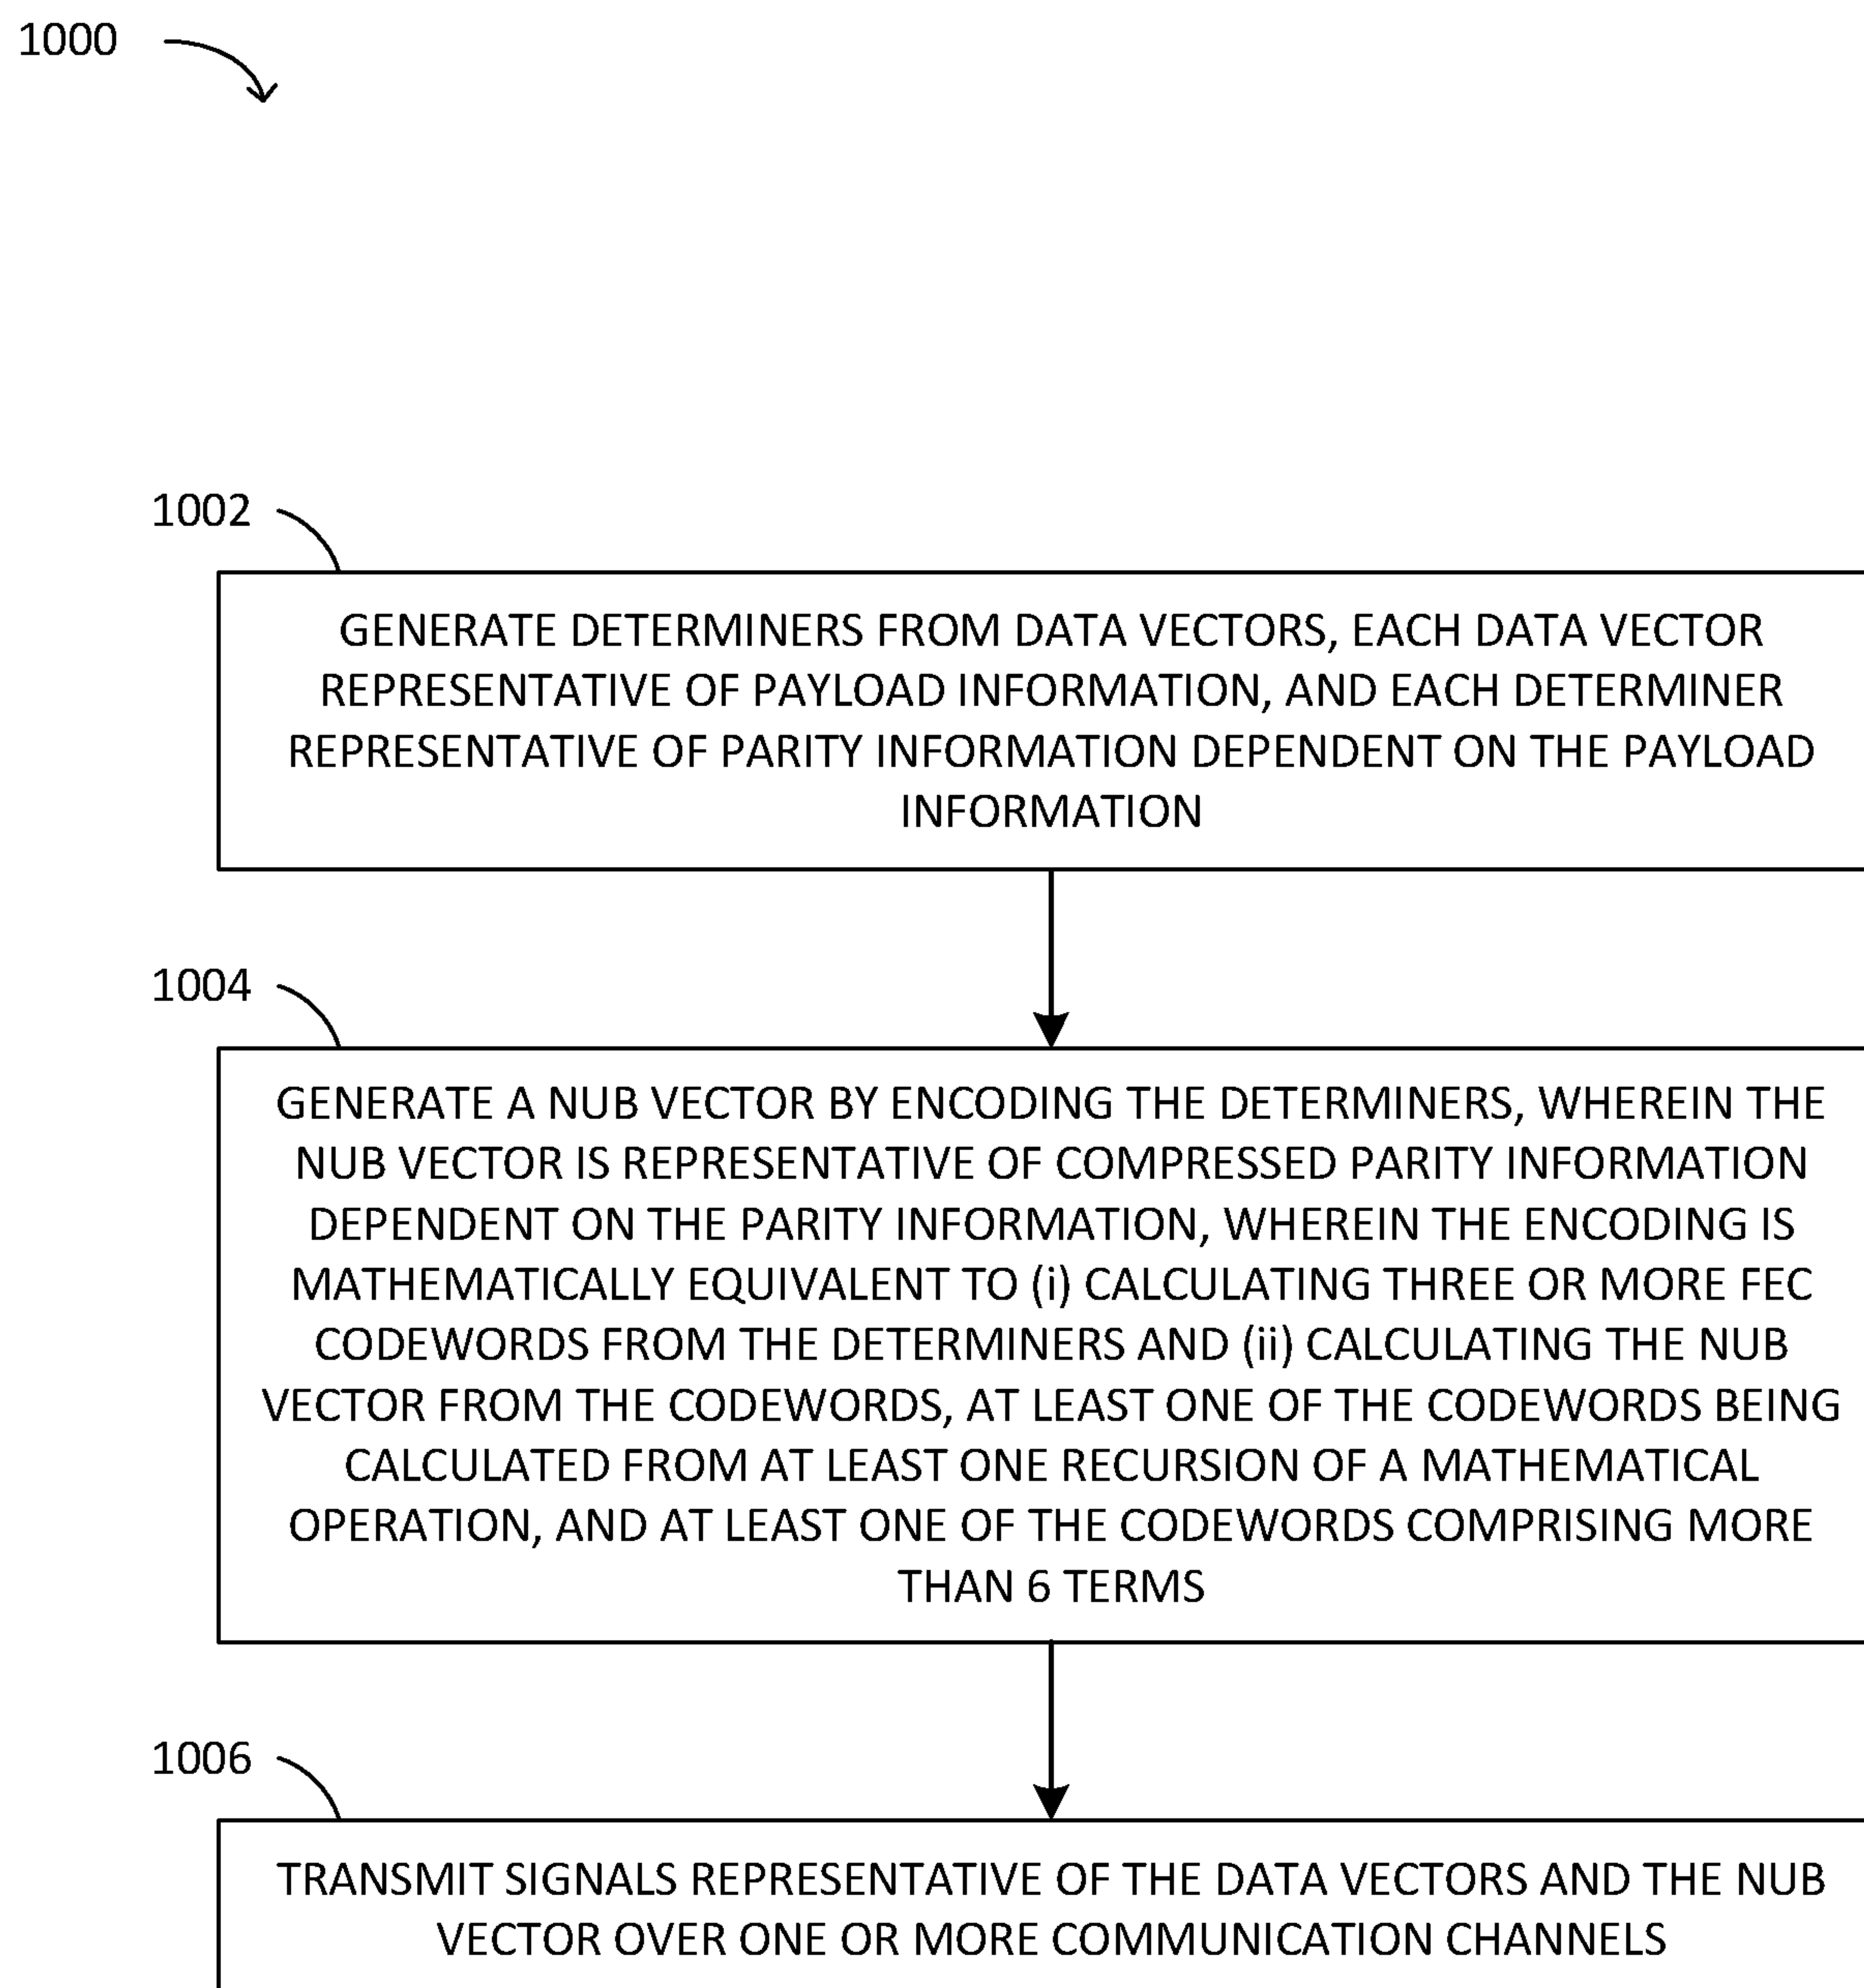 1000
1002
GENERATE DETERMINERS FROM DATA VECTORS, EACH DATA VECTOR
REPRESENTATIVE OF PAYLOAD INFORMATION, AND EACH DETERMINER
REPRESENTATIVE OF PARITY INFORMATION DEPENDENT ON THE PAYLOAD
INFORMATION
1004
GENERATE A NUB VECTOR BY ENCODING THE DETERMINERS, WHEREIN THE
NUB VECTOR IS REPRESENTATIVE OF COMPRESSED PARITY INFORMATION
DEPENDENT ON THE PARITY INFORMATION, WHEREIN THE ENCODING IS
MATHEMATICALLY EQUIVALENT TO (i) CALCULATING THREE OR MORE FEC
CODEWORDS FROM THE DETERMINERS AND (ii) CALCULATING THE NUB
VECTOR FROM THE CODEWORDS, AT LEAST ONE OF THE CODEWORDS BEING
CALCULATED FROM AT LEAST ONE RECURSION OF A MATHEMATICAL
OPERATION, AND AT LEAST ONE OF THE CODEWORDS COMPRISING MORE
THAN 6 TERMS
1006
TRANSMIT SIGNALS REPRESENTATIVE OF THE DATA VECTORS AND THE NUB
VECTOR OVER ONE OR MORE COMMUNICATION CHANNELS